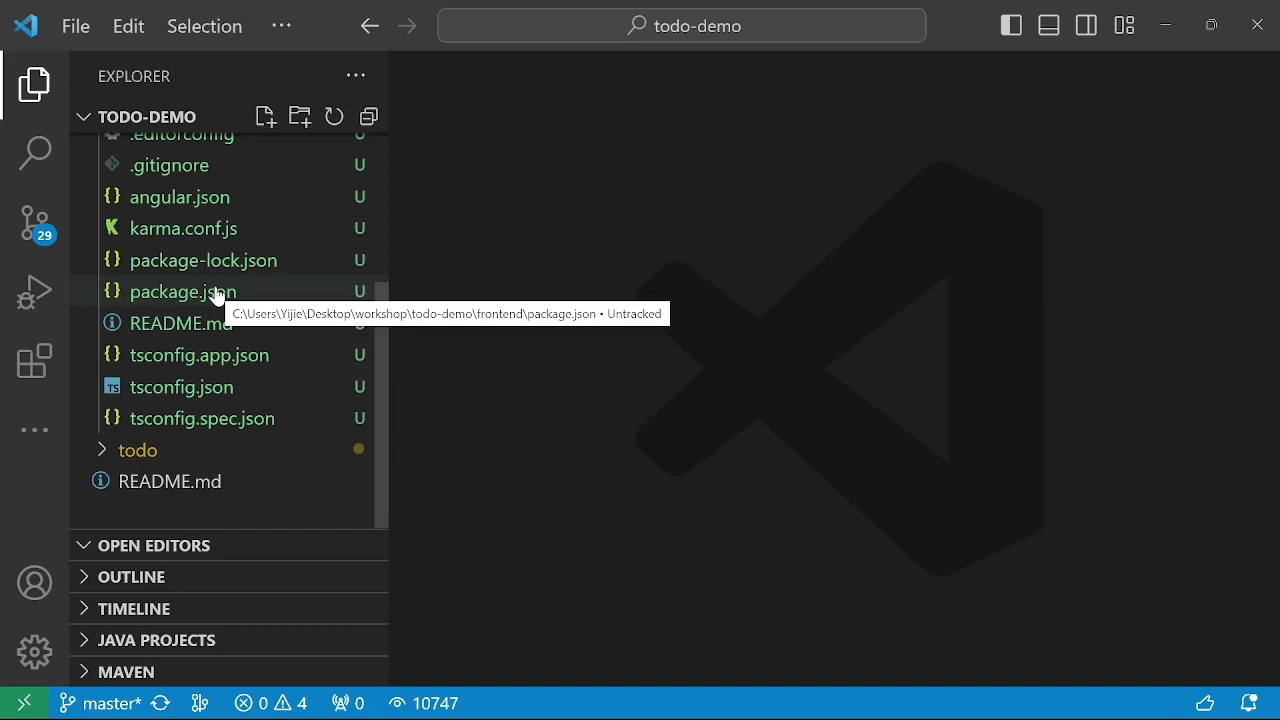 File Edit Selection ··· todo-demo
EXPLORER ···
TODO-DEMO
.editorconfig U
.gitignore U
{} angular.json U
karma.conf.js U
{} package-lock.json U
{} package.json U
C:\Users\Yijie\Desktop\workshop\todo-demo\frontend\package.json • Untracked
README.md U
{} tsconfig.app.json U
TS tsconfig.json U
{} tsconfig.spec.json U
todo
README.md
29
OPEN EDITORS
OUTLINE
TIMELINE
JAVA PROJECTS
MAVEN
master* 0 4 0 10747